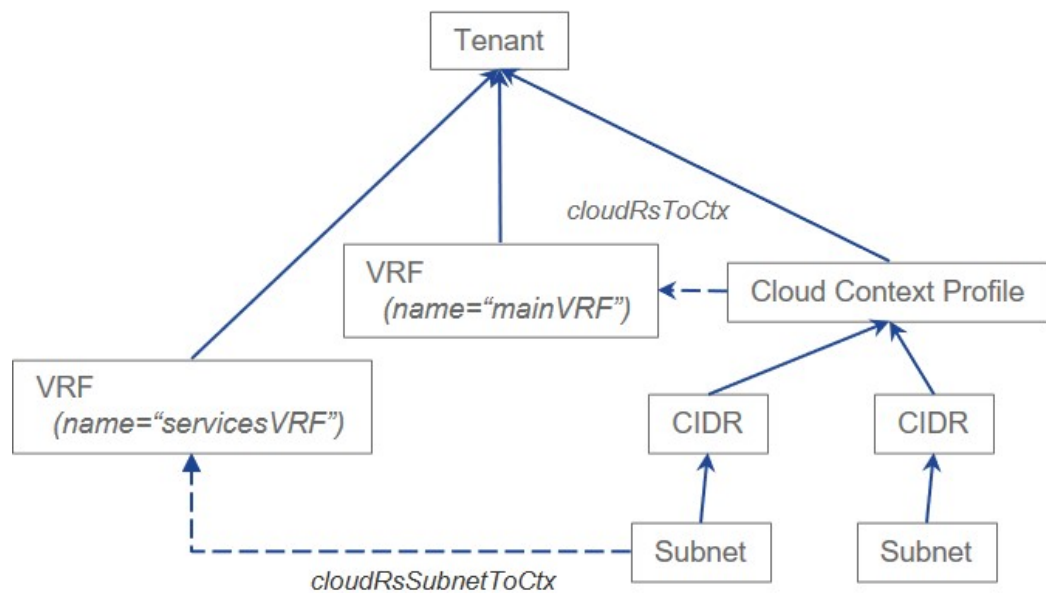 Tenant
cloudRsToCtx
VRF
(name=“mainVRF”)
Cloud Context Profile
VRF
(name=“servicesVRF”)
CIDR
CIDR
Subnet
Subnet
cloudRsSubnetToCtx